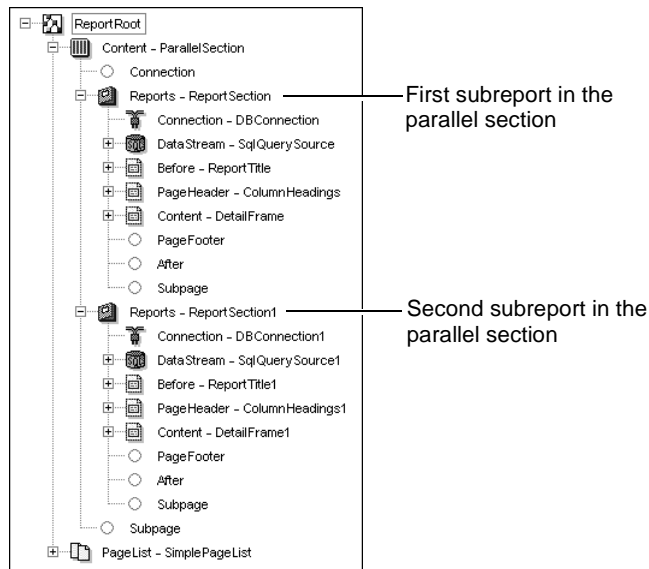 ReportRoot
Content - ParallelSection
Connection
Reports - ReportSection
First subreport in the
parallel section
Connection - DBConnection
DataStream - SqlQuerySource
Before - ReportTitle
PageHeader - ColumnHeadings
Content - DetailFrame
PageFooter
After
Subpage
Reports - ReportSection1
Second subreport in the
parallel section
Connection - DBConnection1
DataStream - SqlQuerySource1
Before - ReportTitle1
PageHeader - ColumnHeadings1
Content - DetailFrame1
PageFooter
After
Subpage
Subpage
PageList - SimplePageList